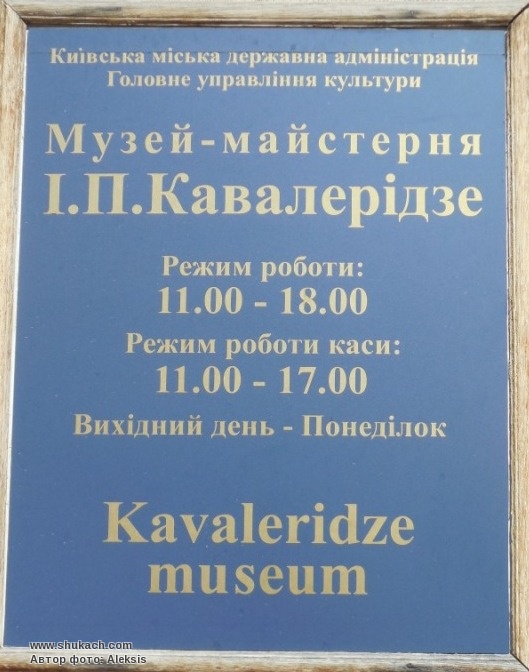 Київська міська державна адміністрація
Головне управління культури
Музей-майстерня
І.П.Кавалерідзе
Режим роботи:
11.00 - 18.00
Режим роботи каси:
11.00 - 17.00
Вихідний день - Понеділок
Kavaleridze
museum
www.shukach.com
Автор фото: Aleksis